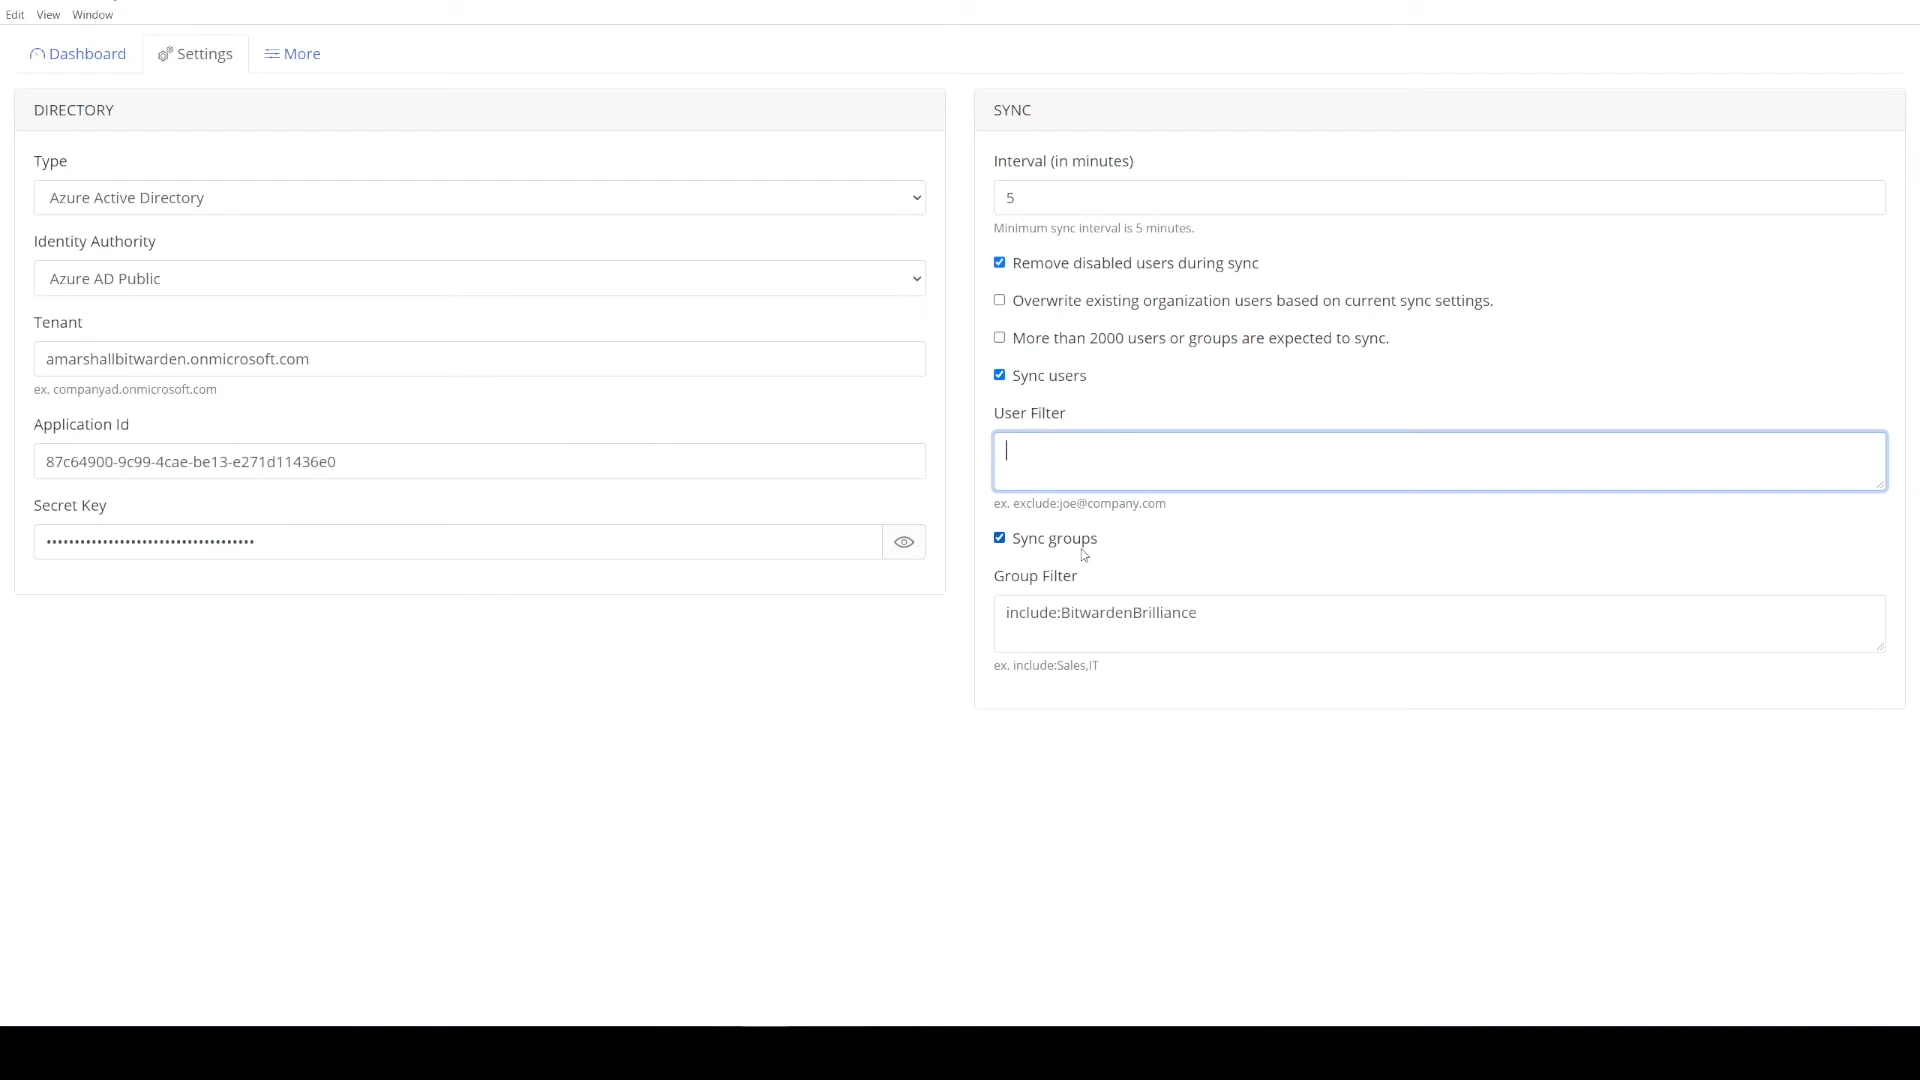 Edit View Window
Dashboard Settings More
DIRECTORY
Type
Azure Active Directory
Identity Authority
Azure AD Public
Tenant
amarshallbitwarden.onmicrosoft.com
ex. companyad.onmicrosoft.com
Application Id
87c64900-9c99-4cae-be13-e271d11436e0
Secret Key
••••••••••••••••••••••••••••••••••••••
SYNC
Interval (in minutes)
5
Minimum sync interval is 5 minutes.
Remove disabled users during sync
Overwrite existing organization users based on current sync settings.
More than 2000 users or groups are expected to sync.
Sync users
User Filter
ex. exclude:joe@company.com
Sync groups
Group Filter
include:BitwardenBrilliance
ex. include:Sales,IT